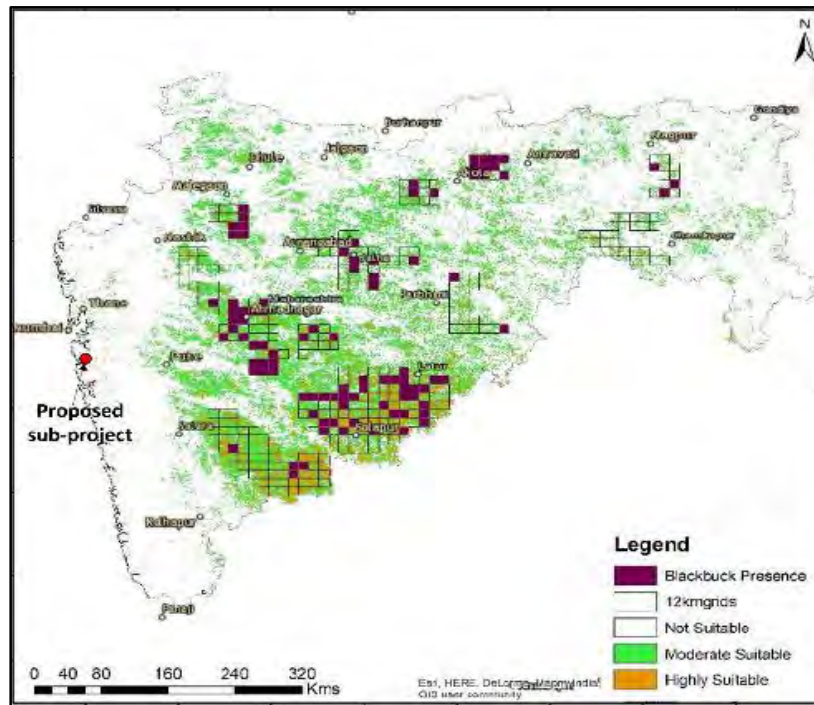 N
Gondiya
Burhanpur
Nagpur
Jalgaon
Amravati
Dhule
Akola
Malegaon
Silvassa
Chandrapur
Nashik
Aurangabad
Jalna
Parbhani
Maharashtra
Thane
Ahmednagar
Mumbai
Pune
Latur
Proposed
sub-project
Satara
Solapur
Kolhapur
Legend
Blackbuck Presence
12kmgrids
Not Suitable
Panaji
Moderate Suitable
Highly Suitable
0 40 80 160 240 320
Kms
Esri, HERE, DeLorme, MapmyIndia,
GIS user community